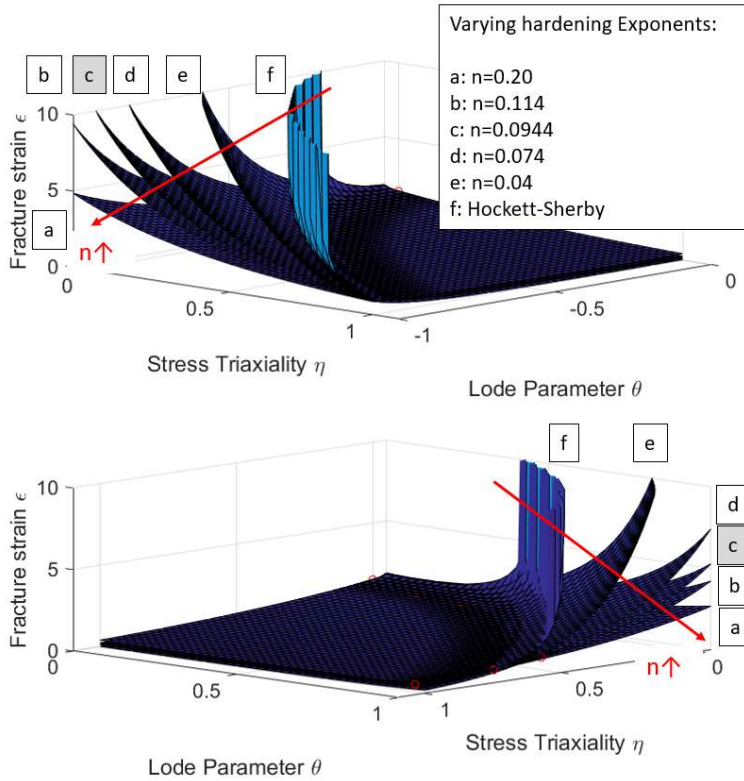 Varying hardening Exponents:
a: n=0.20
b: n=0.114
c: n=0.0944
d: n=0.074
e: n=0.04
f: Hockett-Sherby
b c d e f
10
5
0
Fracture strain ϵ
a
n↑
0
0.5
1
Stress Triaxiality η
-1
-0.5
0
Lode Parameter θ
f e
d
c
b
a
10
5
0
Fracture strain ϵ
n↑
0
0.5
1
Lode Parameter θ
1
0.5
0
Stress Triaxiality η